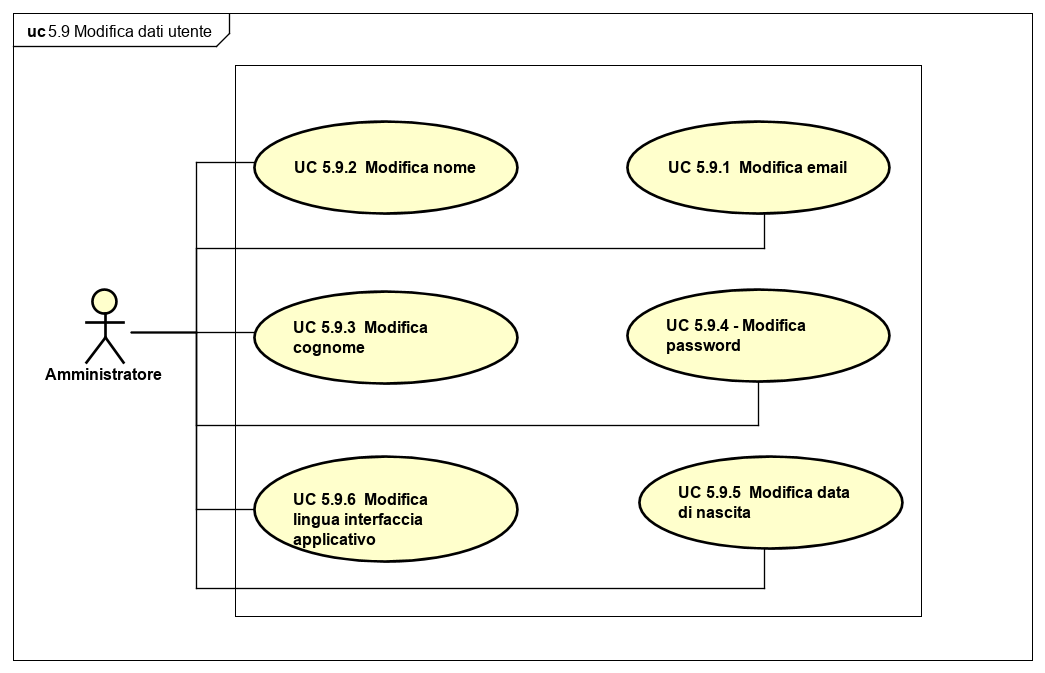 uc 5.9 Modifica dati utente
UC 5.9.2 Modifica nome
UC 5.9.1 Modifica email
UC 5.9.3 Modifica
cognome
UC 5.9.4 - Modifica
password
Amministratore
UC 5.9.6 Modifica
lingua interfaccia
applicativo
UC 5.9.5 Modifica data
di nascita